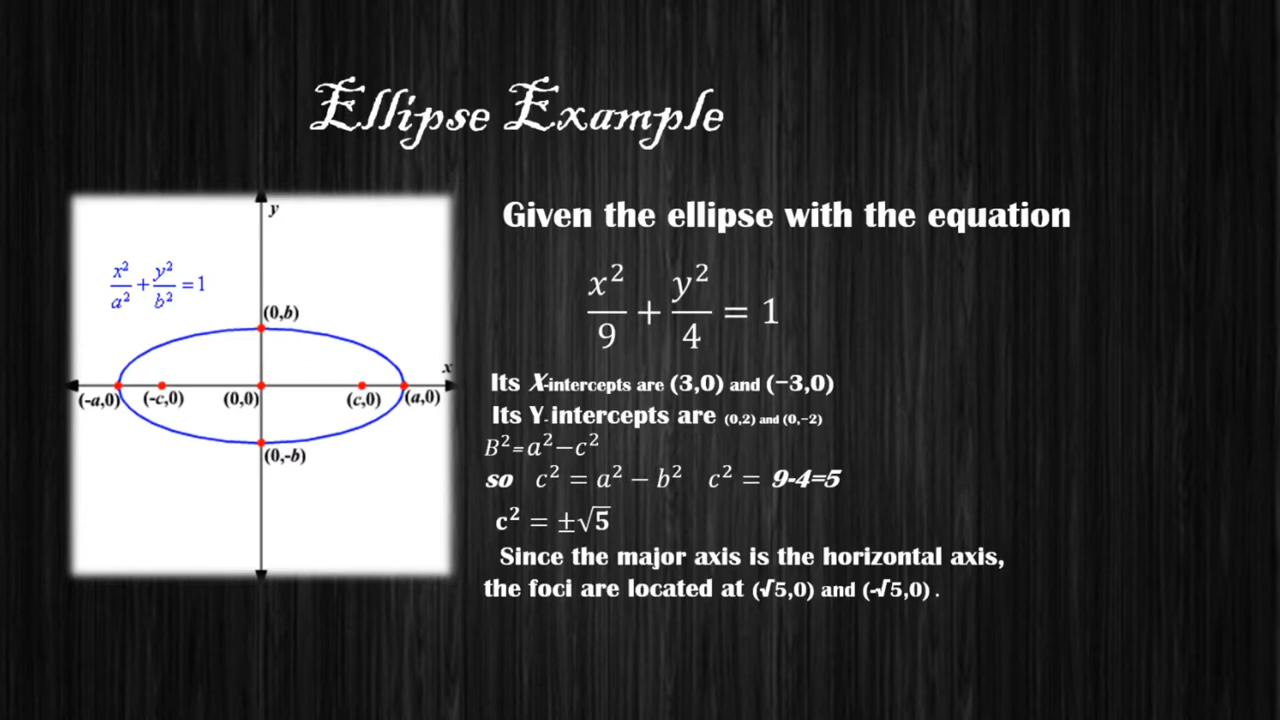 Ellipse Example
y
x²/a² + y²/b² = 1
(0,b)
x
(-a,0) (-c,0) (0,0) (c,0) (a,0)
(0,-b)
Given the ellipse with the equation
x²/9 + y²/4 = 1
Its X-intercepts are (3,0) and (−3,0)
Its Y-intercepts are (0,2) and (0,−2)
B²=a²−c²
so c² = a² − b² c² = 9-4=5
c² = ±√5
Since the major axis is the horizontal axis,
the foci are located at (√5,0) and (-√5,0) .